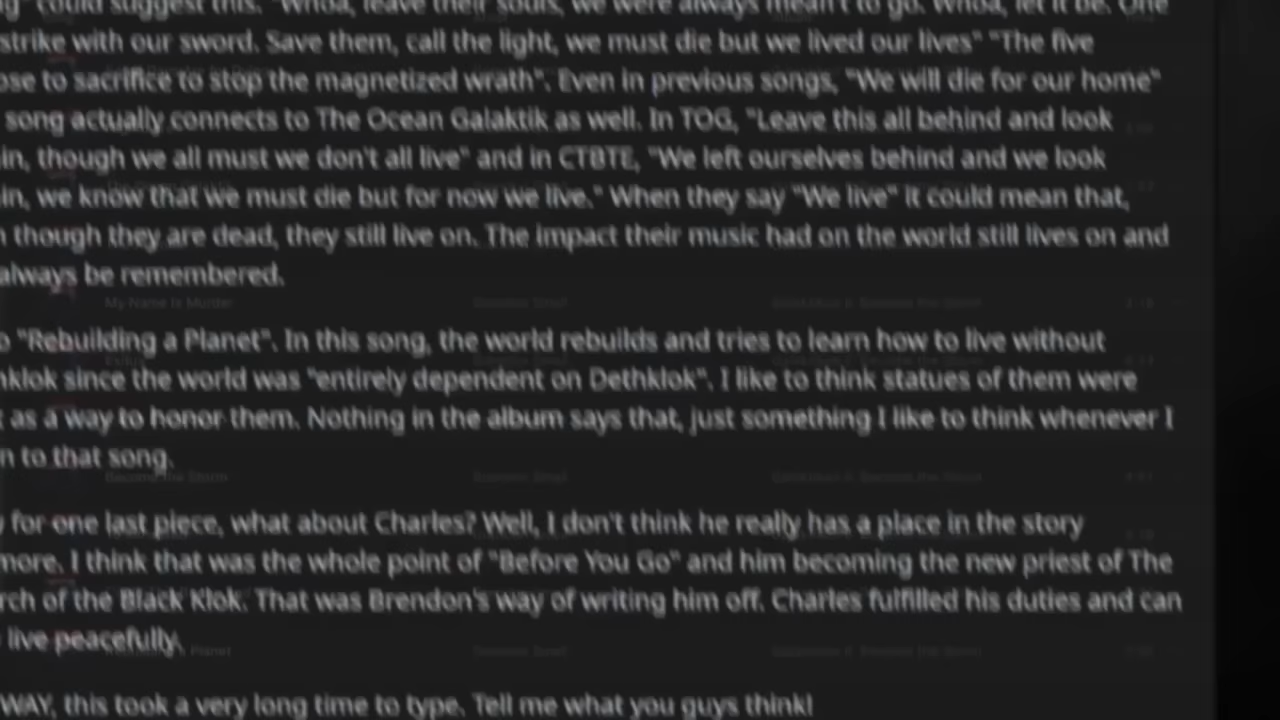 could suggest this. "Whoa, leave their souls, we were always mean't to go. Whoa, let it be. One
strike with our sword. Save them, call the light, we must die but we lived our lives" "The five
ose to sacrifice to stop the magnetized wrath". Even in previous songs, "We will die for our home"
song actually connects to The Ocean Galaktik as well. In TOG, "Leave this all behind and look
in, though we all must we don't all live" and in CTBTE, "We left ourselves behind and we look
in, we know that we must die but for now we live." When they say "We live" it could mean that,
though they are dead, they still live on. The impact their music had on the world still lives on and
always be remembered.
My Name Is Murder
"Rebuilding a Planet". In this song, the world rebuilds and tries to learn how to live without
klok since the world was "entirely dependent on Dethklok". I like to think statues of them were
as a way to honor them. Nothing in the album says that, just something I like to think whenever I
n to that song.
Become the Storm
for one last piece, what about Charles? Well, I don't think he really has a place in the story
more. I think that was the whole point of "Before You Go" and him becoming the new priest of The
rch of the Black Klok. That was Brendon's way of writing him off. Charles fulfilled his duties and can
live peacefully.
Planet
WAY, this took a very long time to type. Tell me what you guys think!